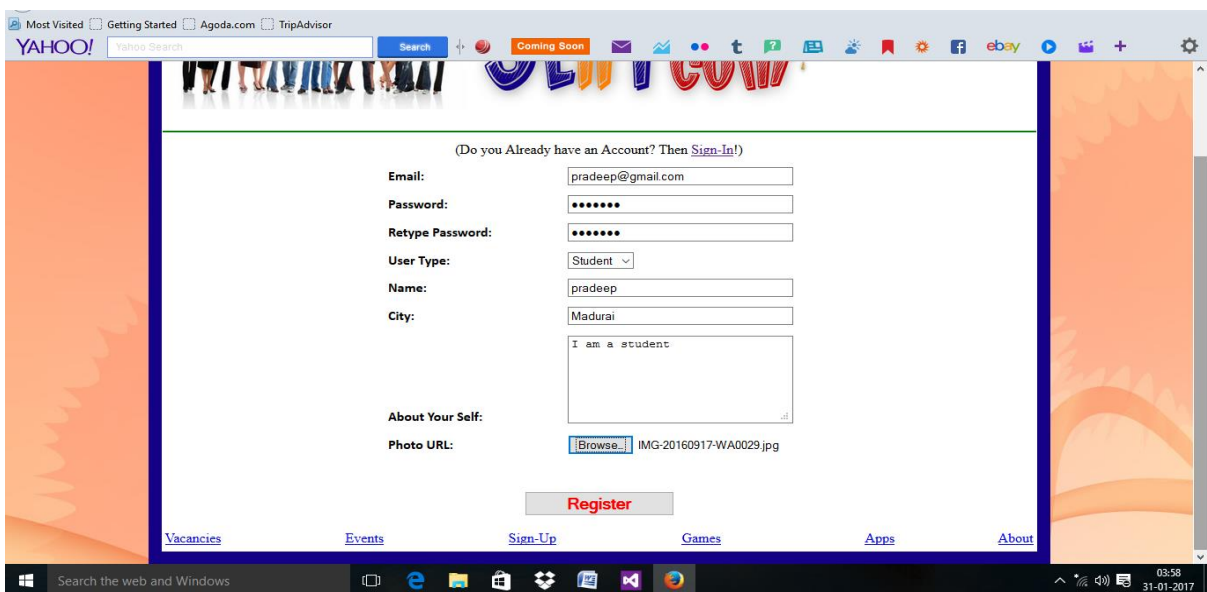 Most Visited Getting Started Agoda.com TripAdvisor
YAHOO! Yahoo Search Search Coming Soon t ? f ebay +
(Do you Already have an Account? Then Sign-In!)
Email: pradeep@gmail.com
Password: •••••••
Retype Password: •••••••
User Type: Student
Name: pradeep
City: Madurai
I am a student
About Your Self:
Photo URL: Browse... IMG-20160917-WA0029.jpg
Register
Vacancies Events Sign-Up Games Apps About
Search the web and Windows 03:58
31-01-2017